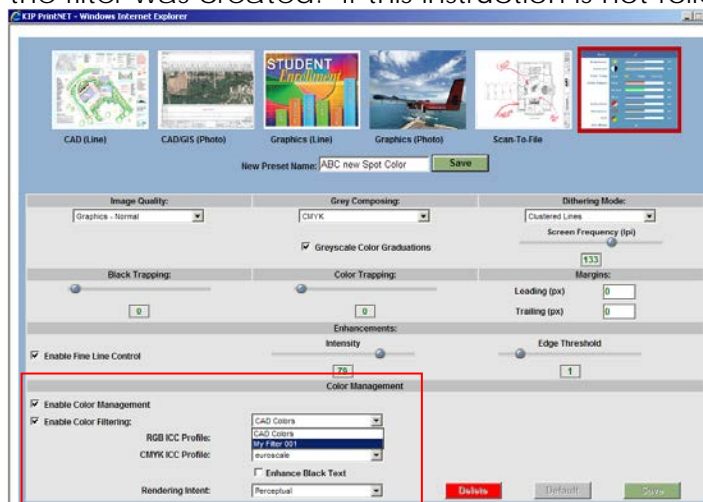 the filter was created. If this instruction is not follo
KIP PrintNET - Windows Internet Explorer
STUDENT
Enrollment
CAD (Line) CAD/GIS (Photo) Graphics (Line) Graphics (Photo) Scan-To-File
New Preset Name: ABC new Spot Color Save
Image Quality: Grey Composing: Dithering Mode:
Graphics - Normal CMYK Clustered Lines
Greyscale Color Graduations Screen Frequency (lpi)
133
Black Trapping: Color Trapping: Margins:
0 0 Leading (px) 0
Trailing (px) 0
Enhancements:
Enable Fine Line Control Intensity Edge Threshold
79 1
Color Management
Enable Color Management
Enable Color Filtering: CAD Colors
CAD Colors
RGB ICC Profile: My Filter 001
CMYK ICC Profile: euroscale
Enhance Black Text
Rendering Intent: Perceptual Delete Default Save